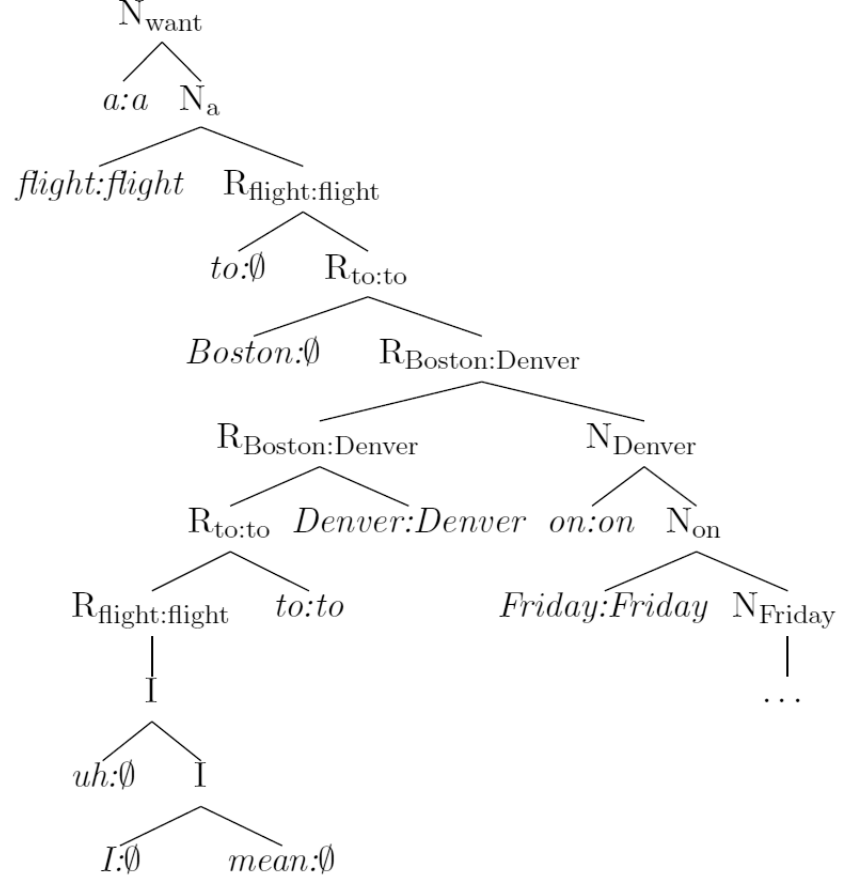 N_want
a:a N_a
flight:flight R_flight:flight
to:∅ R_to:to
Boston:∅ R_Boston:Denver
R_Boston:Denver N_Denver
R_to:to Denver:Denver on:on N_on
R_flight:flight to:to Friday:Friday N_Friday
I ...
uh:∅ I
I:∅ mean:∅